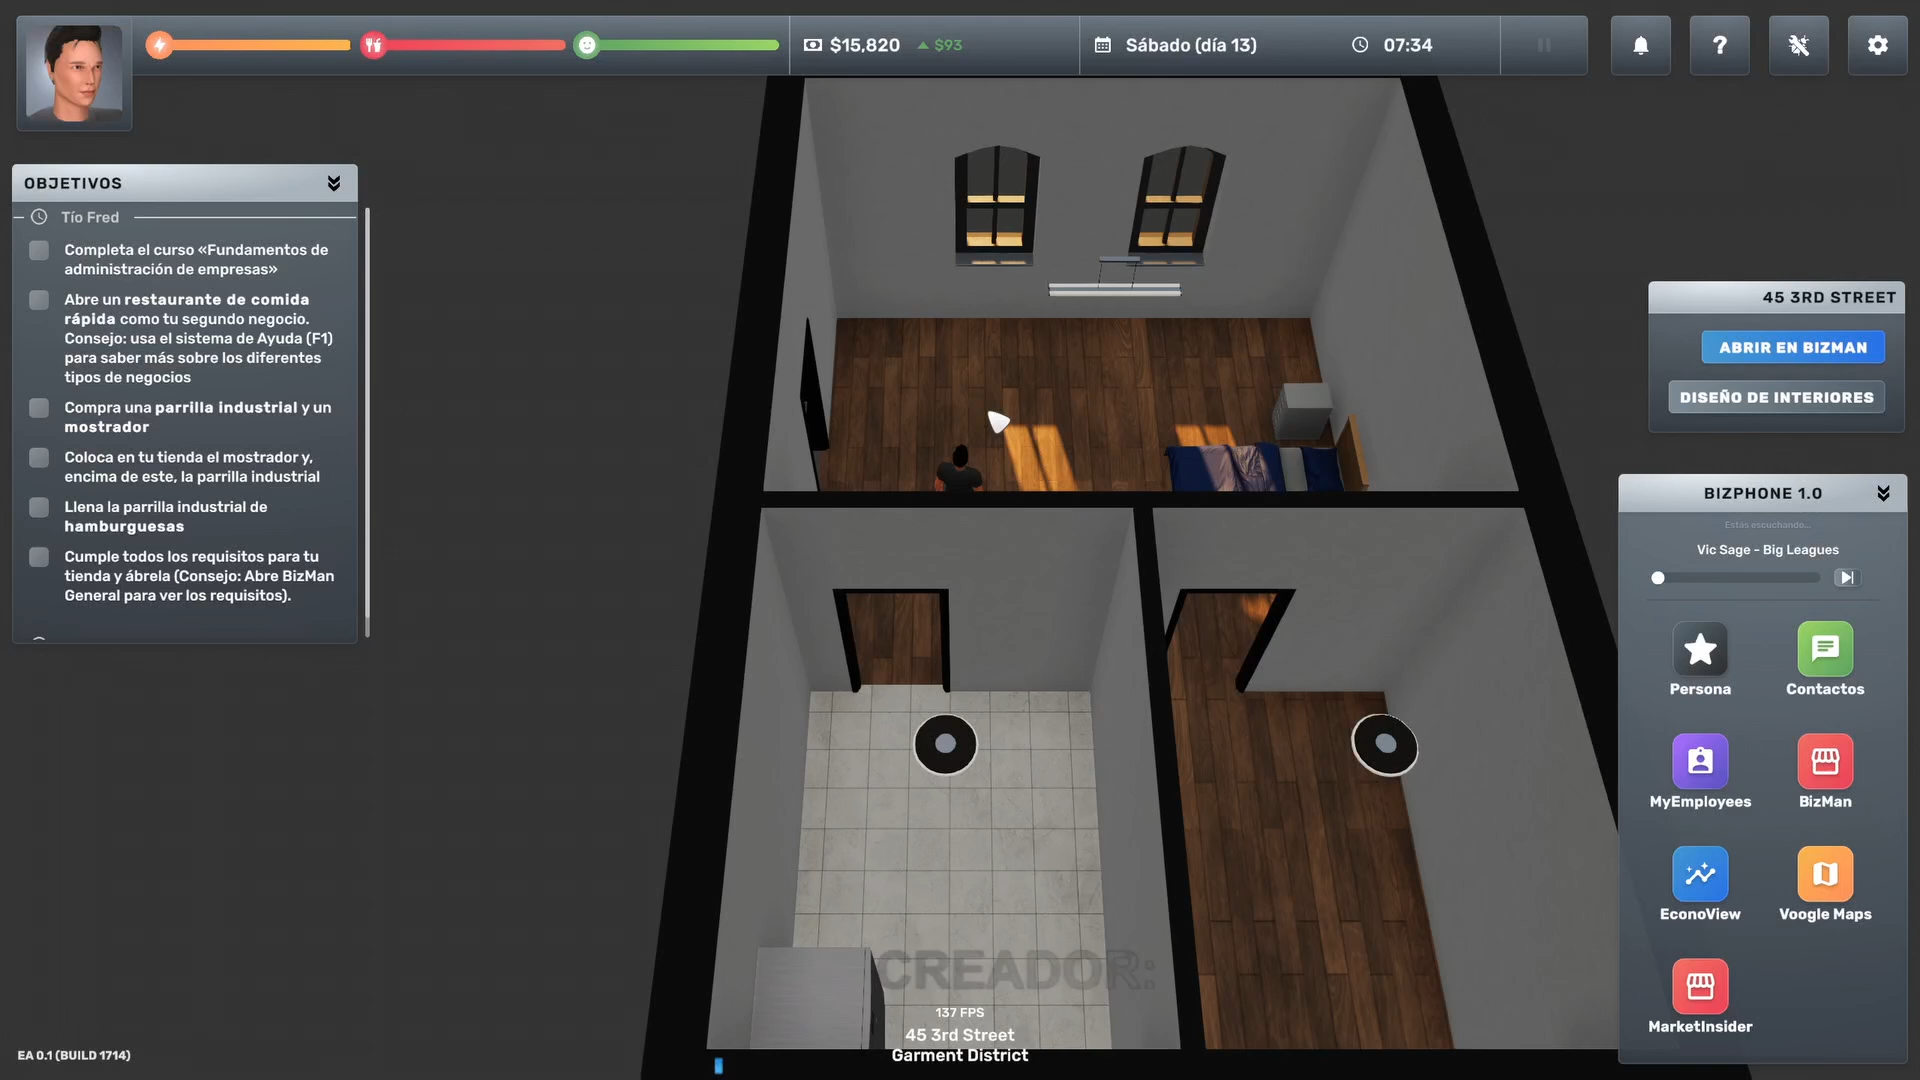 $15,820
$93
Sábado (día 13)
07:34
OBJETIVOS
Tío Fred
Completa el curso «Fundamentos de
administración de empresas»
Abre un restaurante de comida
rápida como tu segundo negocio.
Consejo: usa el sistema de Ayuda (F1)
para saber más sobre los diferentes
tipos de negocios
Compra una parrilla industrial y un
mostrador
Coloca en tu tienda el mostrador y,
encima de este, la parrilla industrial
Llena la parrilla industrial de
hamburguesas
Cumple todos los requisitos para tu
tienda y ábrela (Consejo: Abre BizMan
General para ver los requisitos).
45 3RD STREET
ABRIR EN BIZMAN
DISEÑO DE INTERIORES
BIZPHONE 1.0
Estás escuchando...
Vic Sage - Big Leagues
Persona
Contactos
MyEmployees
BizMan
EconoView
Voogle Maps
MarketInsider
CREADOR:
137 FPS
45 3rd Street
Garment District
EA 0.1 (BUILD 1714)